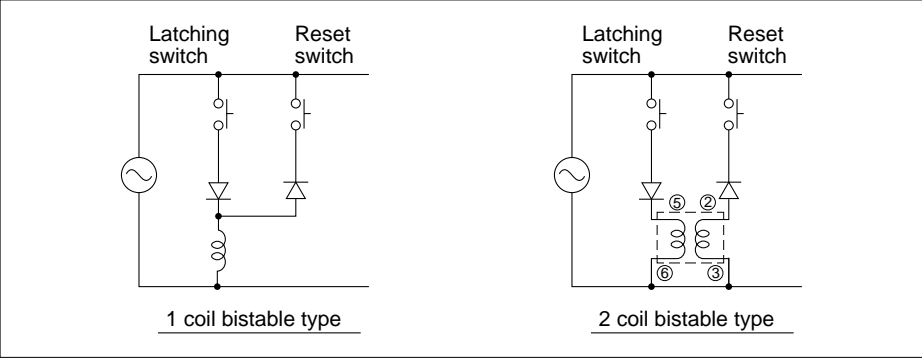 Latching
switch
Reset
switch
Latching
switch
Reset
switch
⑤ ②
⑥ ③
1 coil bistable type
2 coil bistable type